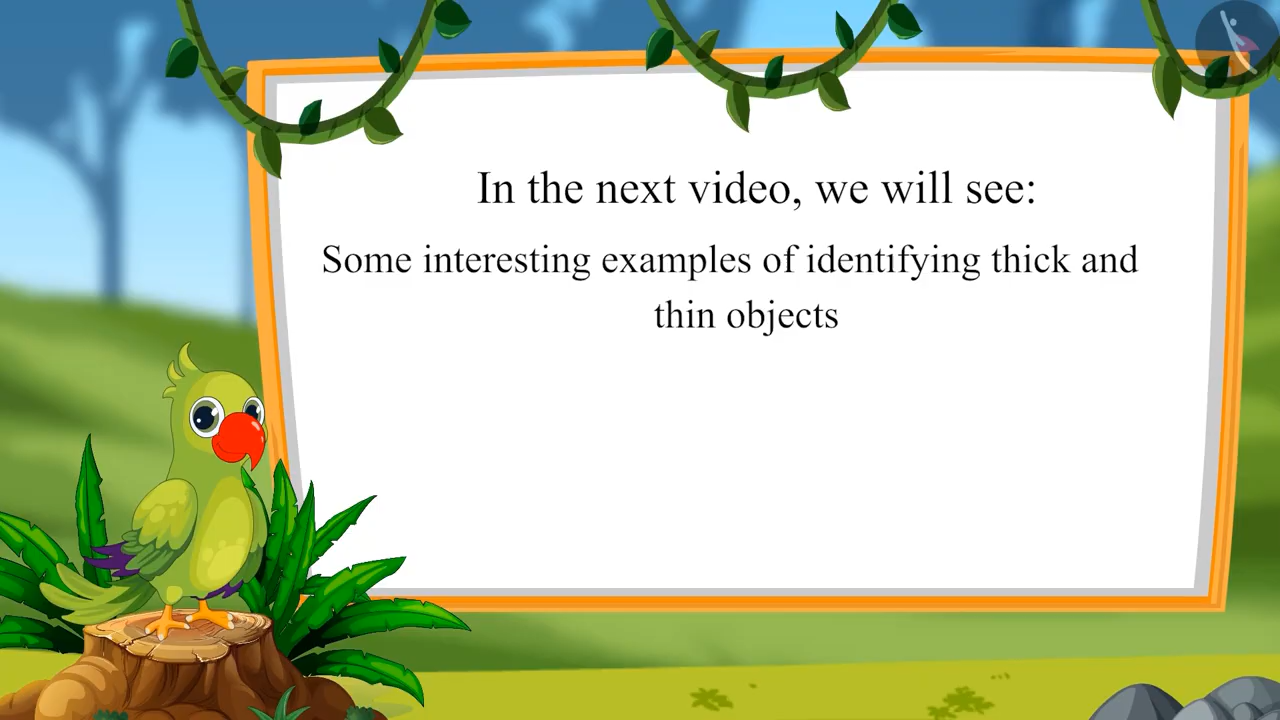 In the next video, we will see:
Some interesting examples of identifying thick and
thin objects